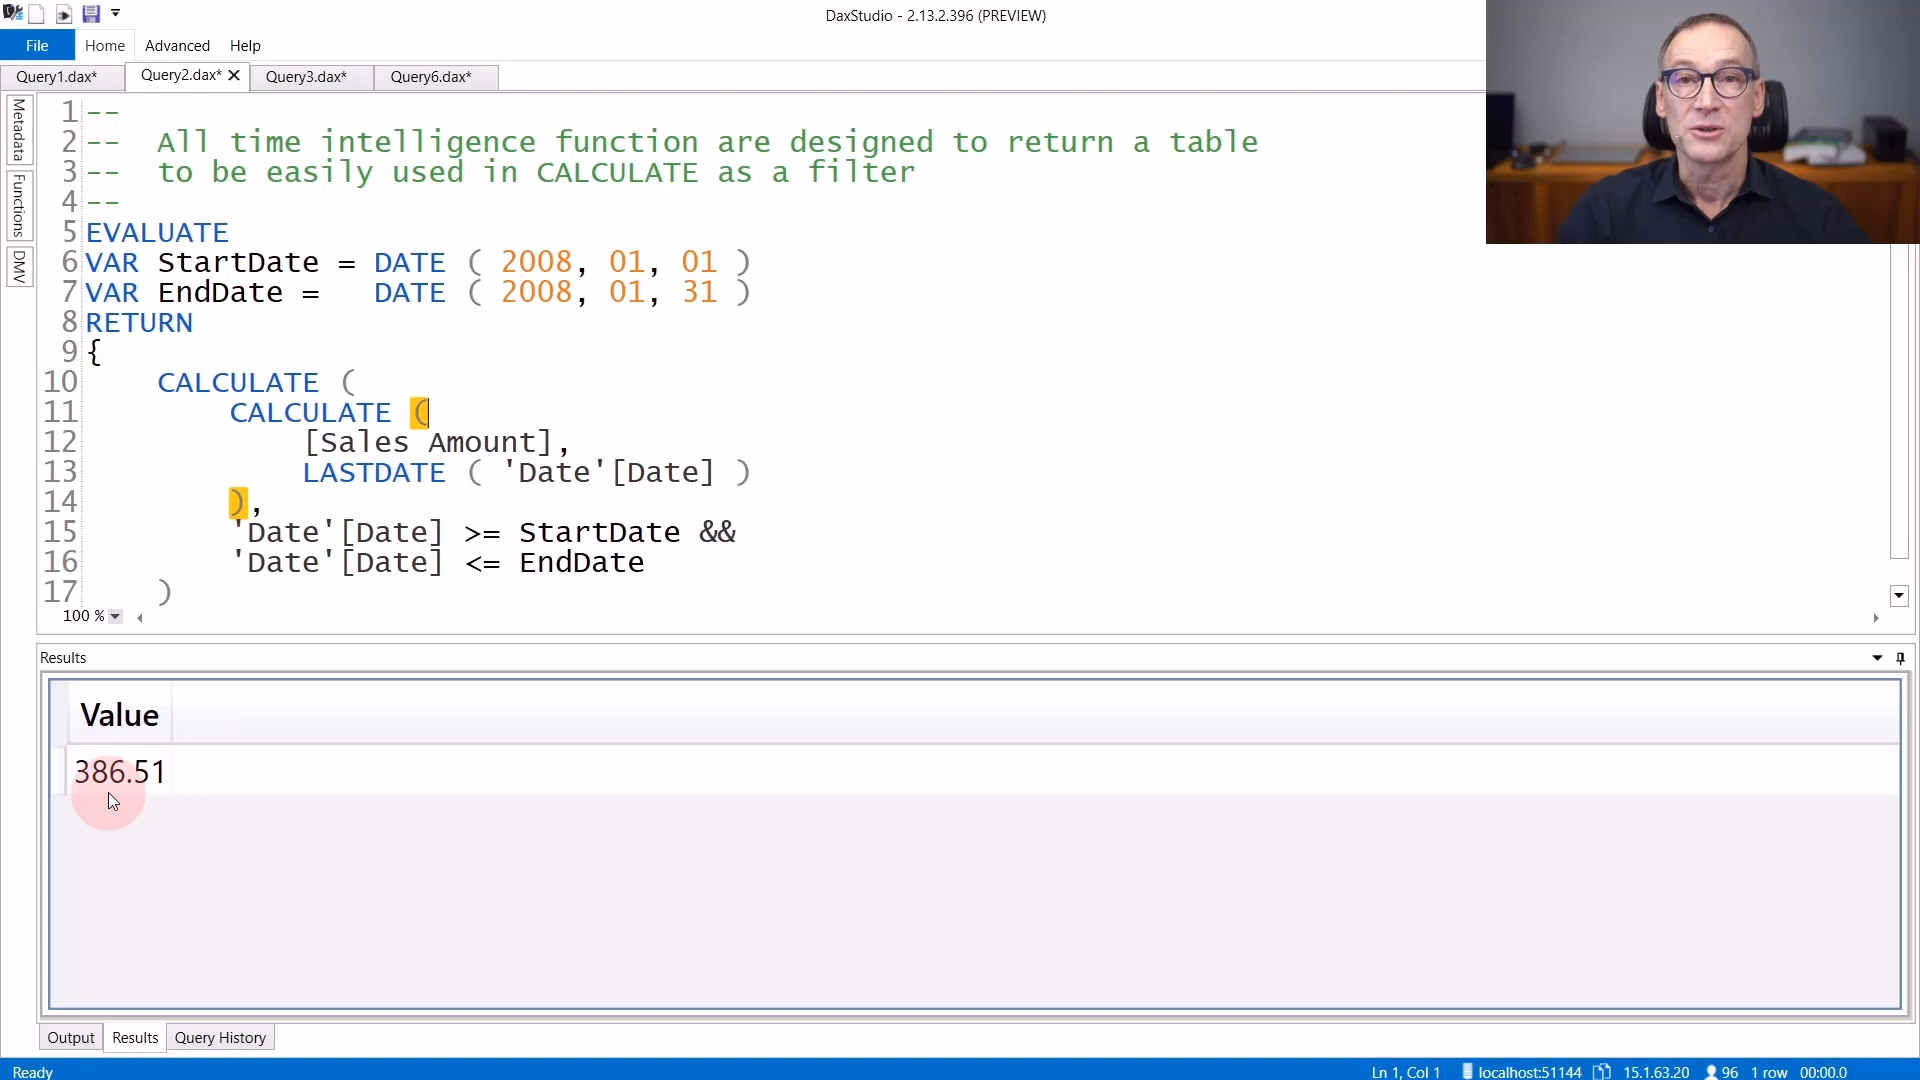 DaxStudio - 2.13.2.396 (PREVIEW)
File Home Advanced Help
Query1.dax* Query2.dax* Query3.dax* Query6.dax*
Metadata
Functions
DMV
1 --
2 -- All time intelligence function are designed to return a table
3 -- to be easily used in CALCULATE as a filter
4 --
5 EVALUATE
6 VAR StartDate = DATE ( 2008, 01, 01 )
7 VAR EndDate = DATE ( 2008, 01, 31 )
8 RETURN
9 {
10 CALCULATE (
11 CALCULATE (
12 [Sales Amount],
13 LASTDATE ( 'Date'[Date] )
14 ),
15 'Date'[Date] >= StartDate &&
16 'Date'[Date] <= EndDate
17 )
100 %
Results
Value
386.51
Output Results Query History
Ready Ln 1, Col 1 localhost:51144 15.1.63.20 96 1 row 00:00.0